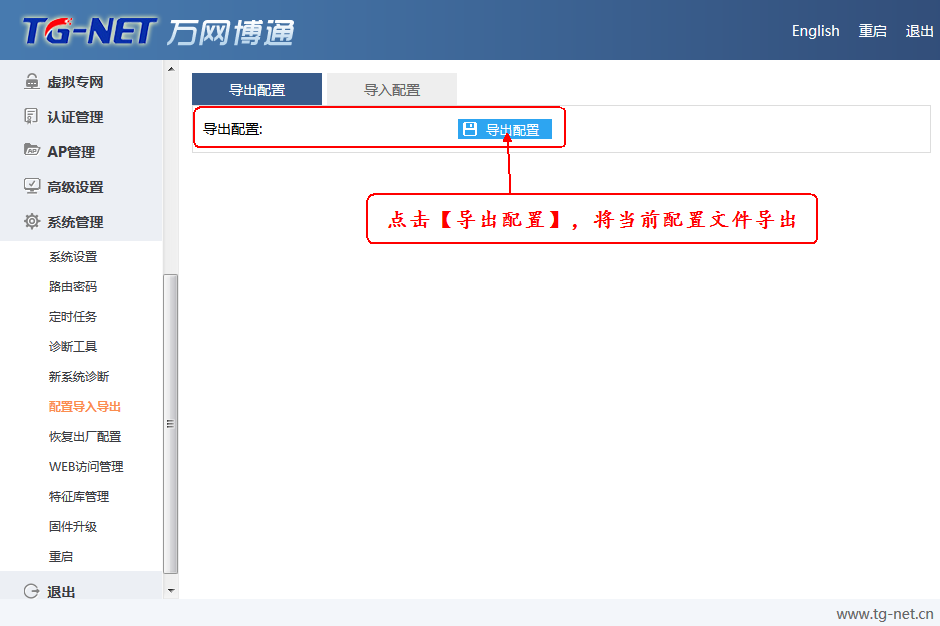 TG-NET 万网博通
English 重启 退出
虚拟专网
认证管理
AP管理
高级设置
系统管理
系统设置
路由密码
定时任务
诊断工具
新系统诊断
配置导入导出
恢复出厂配置
WEB访问管理
特征库管理
固件升级
重启
退出
导出配置 导入配置
导出配置: 导出配置
点击【导出配置】，将当前配置文件导出
www.tg-net.cn